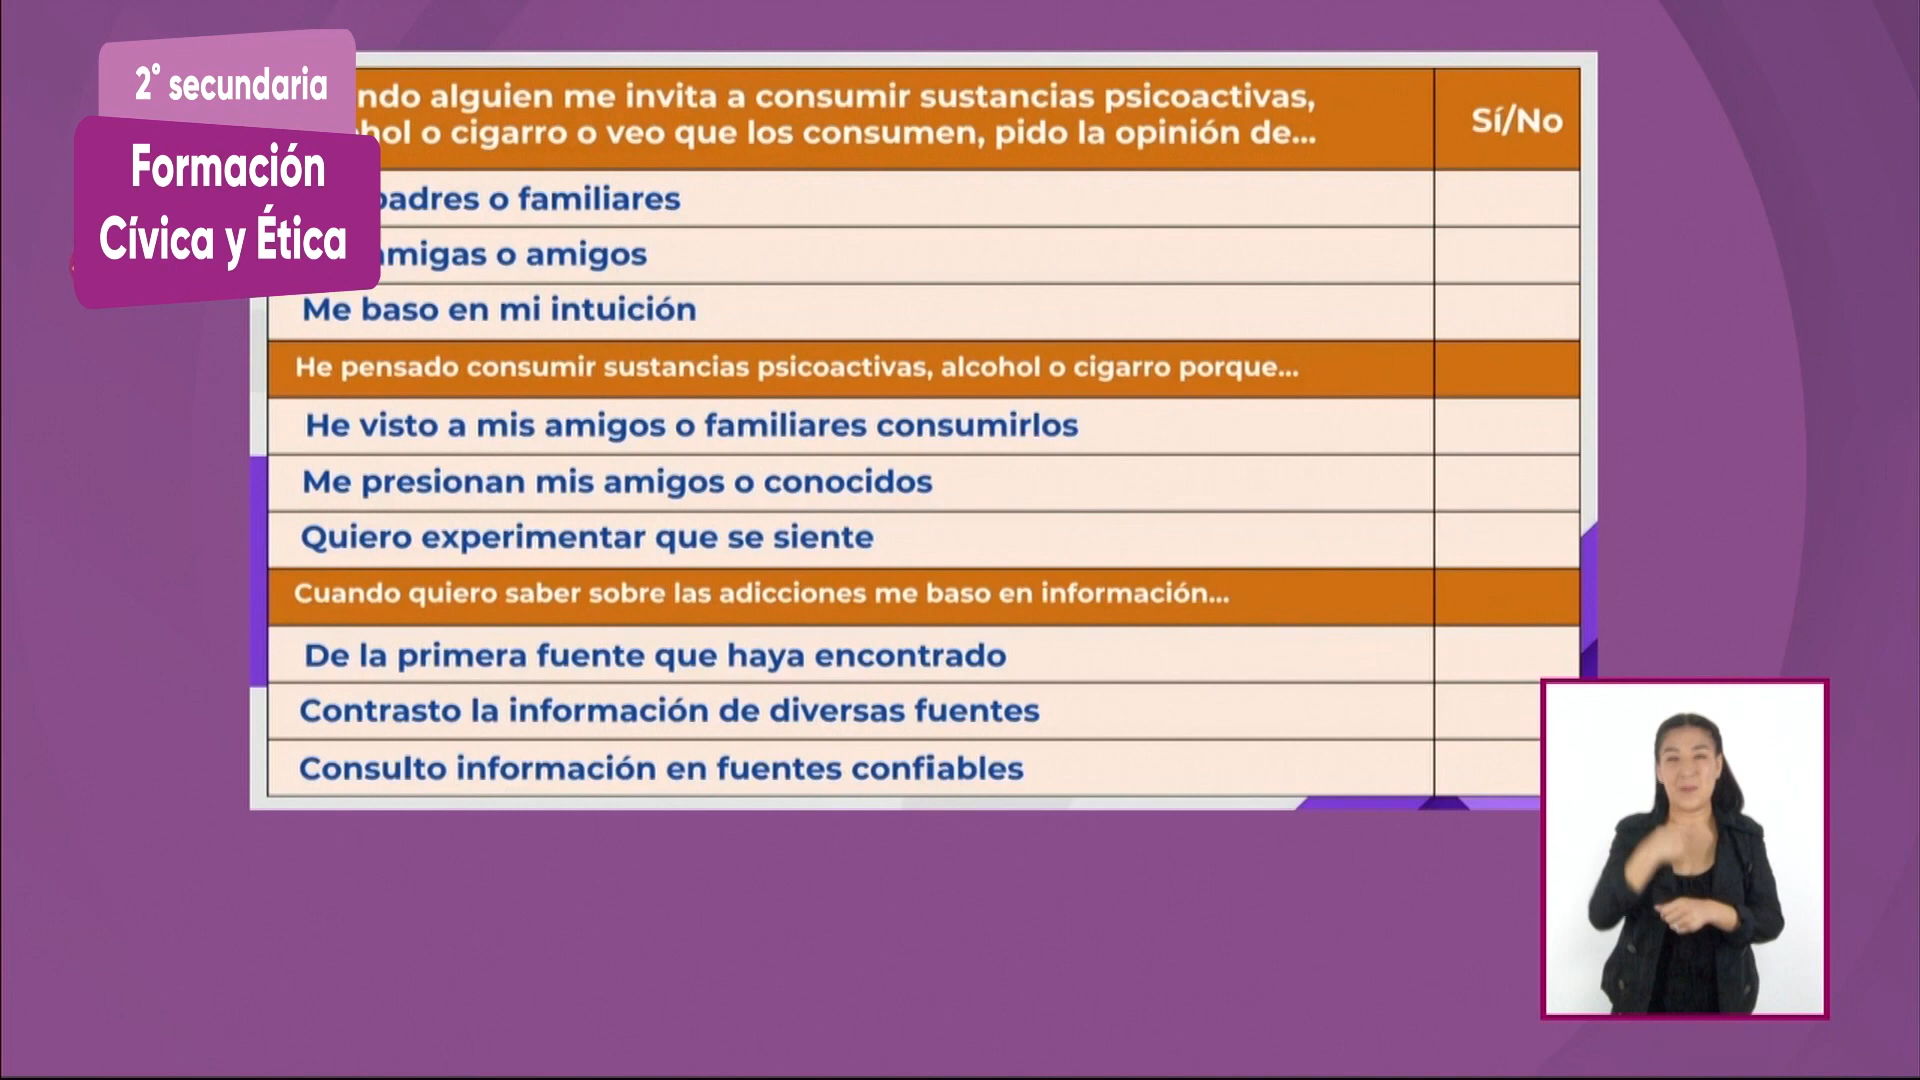 2° secundaria
Formación
Cívica y Ética
alguien me invita a consumir sustancias psicoactivas,
o cigarro o veo que los consumen, pido la opinión de...
Sí/No
padres o familiares
amigas o amigos
Me baso en mi intuición
He pensado consumir sustancias psicoactivas, alcohol o cigarro porque...
He visto a mis amigos o familiares consumirlos
Me presionan mis amigos o conocidos
Quiero experimentar que se siente
Cuando quiero saber sobre las adicciones me baso en información...
De la primera fuente que haya encontrado
Contrasto la información de diversas fuentes
Consulto información en fuentes confiables